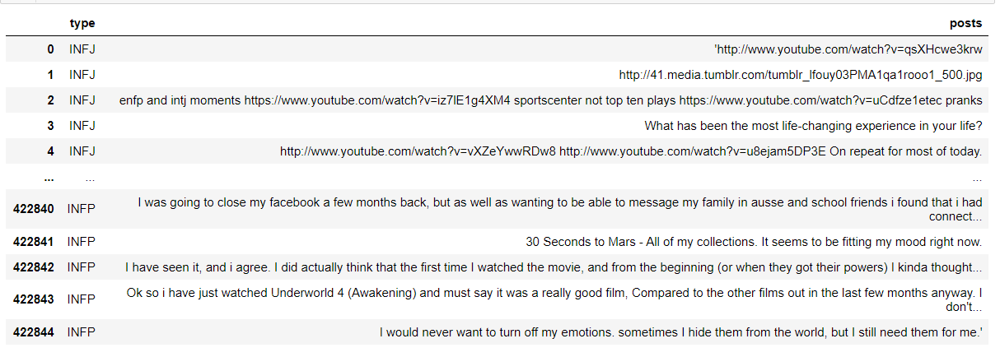 type posts
0 INFJ 'http://www.youtube.com/watch?v=qsXHcwe3krw
1 INFJ http://41.media.tumblr.com/tumblr_lfouy03PMA1qa1rooo1_500.jpg
2 INFJ enfp and intj moments https://www.youtube.com/watch?v=iz7lE1g4XM4 sportscenter not top ten plays https://www.youtube.com/watch?v=uCdfze1etec pranks
3 INFJ What has been the most life-changing experience in your life?
4 INFJ http://www.youtube.com/watch?v=vXZeYwwRDw8 http://www.youtube.com/watch?v=u8ejam5DP3E On repeat for most of today.
... ... ...
422840 INFP I was going to close my facebook a few months back, but as well as wanting to be able to message my family in ausse and school friends i found that i had
connect...
422841 INFP 30 Seconds to Mars - All of my collections. It seems to be fitting my mood right now.
422842 INFP I have seen it, and i agree. I did actually think that the first time I watched the movie, and from the beginning (or when they got their powers) I kinda thought...
422843 INFP Ok so i have just watched Underworld 4 (Awakening) and must say it was a really good film, Compared to the other films out in the last few months anyway. I
don't...
422844 INFP I would never want to turn off my emotions. sometimes I hide them from the world, but I still need them for me.'